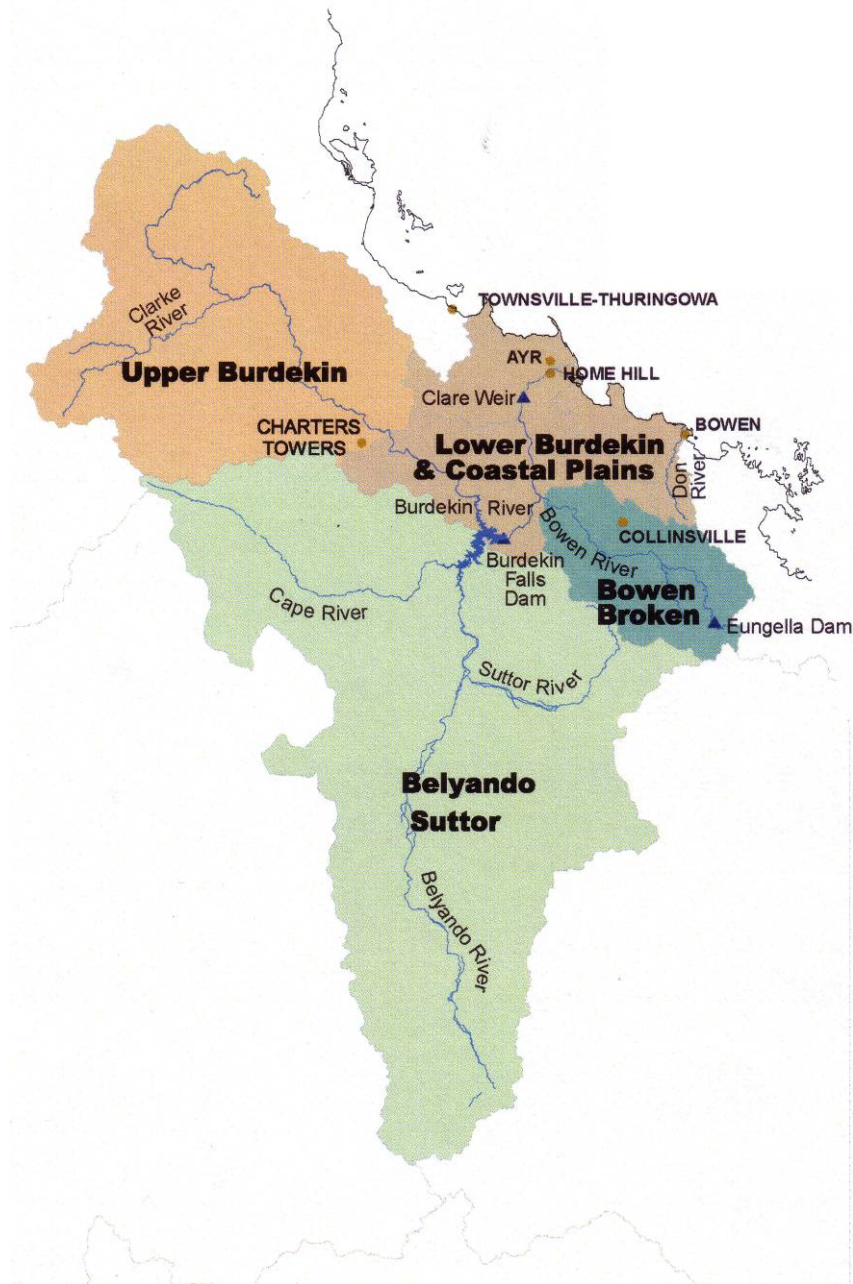 TOWNSVILLE-THURINGOWA
Clarke
River
AYR
HOME HILL
Upper Burdekin
Clare Weir
CHARTERS
TOWERS
BOWEN
Lower Burdekin
& Coastal Plains
Don
River
Burdekin River
COLLINSVILLE
Bowen River
Burdekin
Falls
Dam
Bowen
Broken
Cape River
Eungella Dam
Suttor River
Belyando
Suttor
Belyando River